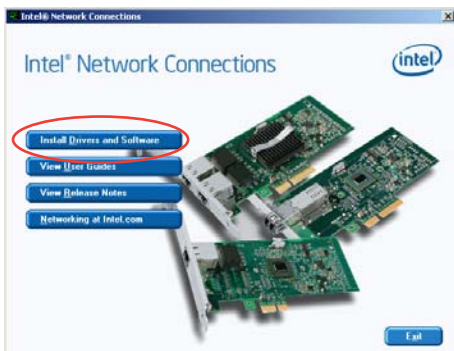 Intel® Network Connections
Intel® Network Connections
intel
Install Drivers and Software
View User Guides
View Release Notes
Networking at Intel.com
Exit